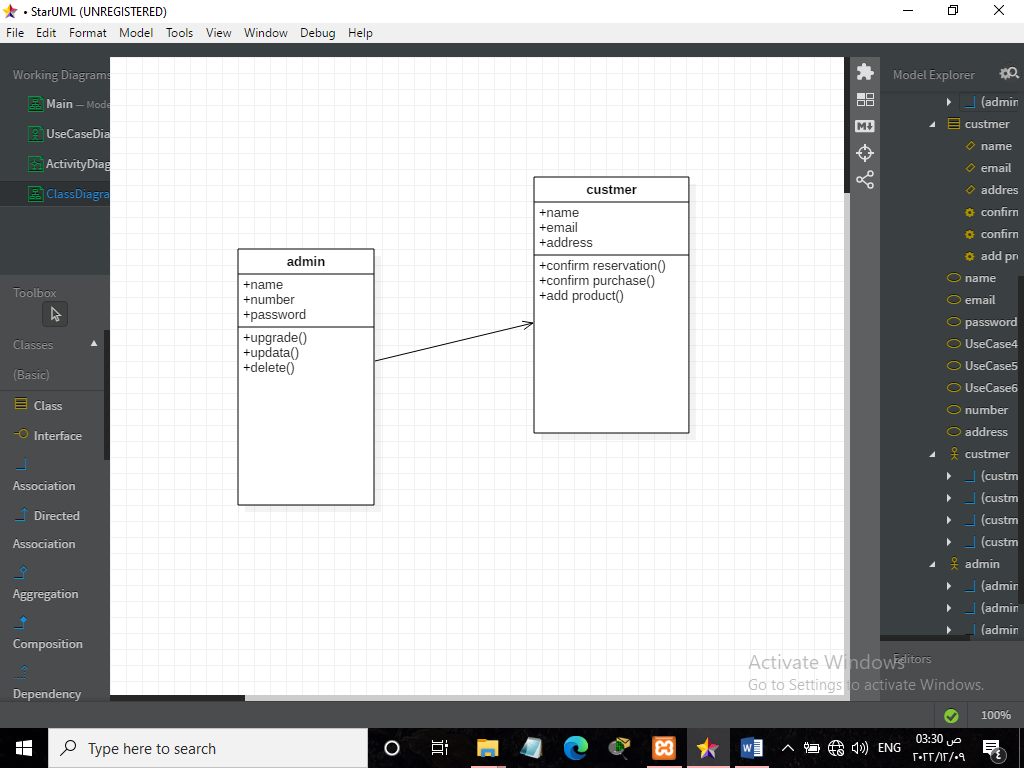 • StarUML (UNREGISTERED)
File Edit Format Model Tools View Window Debug Help
Working Diagrams
Main — Mode
UseCaseDia
ActivityDiag
ClassDiagra
Toolbox
Classes
(Basic)
Class
Interface
Association
Directed
Association
Aggregation
Composition
Dependency
admin
+name
+number
+password
+upgrade()
+updata()
+delete()
custmer
+name
+email
+address
+confirm reservation()
+confirm purchase()
+add product()
M
Model Explorer
(admin
custmer
name
email
addres
confirm
confirm
add pr
name
email
password
UseCase4
UseCase5
UseCase6
number
address
custmer
(custm
(custm
(custm
(custm
admin
(admin
(admin
(admin
Editors
Activate Windows
Go to Settings to activate Windows.
100%
Type here to search
ENG
03:30 ص
٢٠٢٢/١٢/٠٩
٤